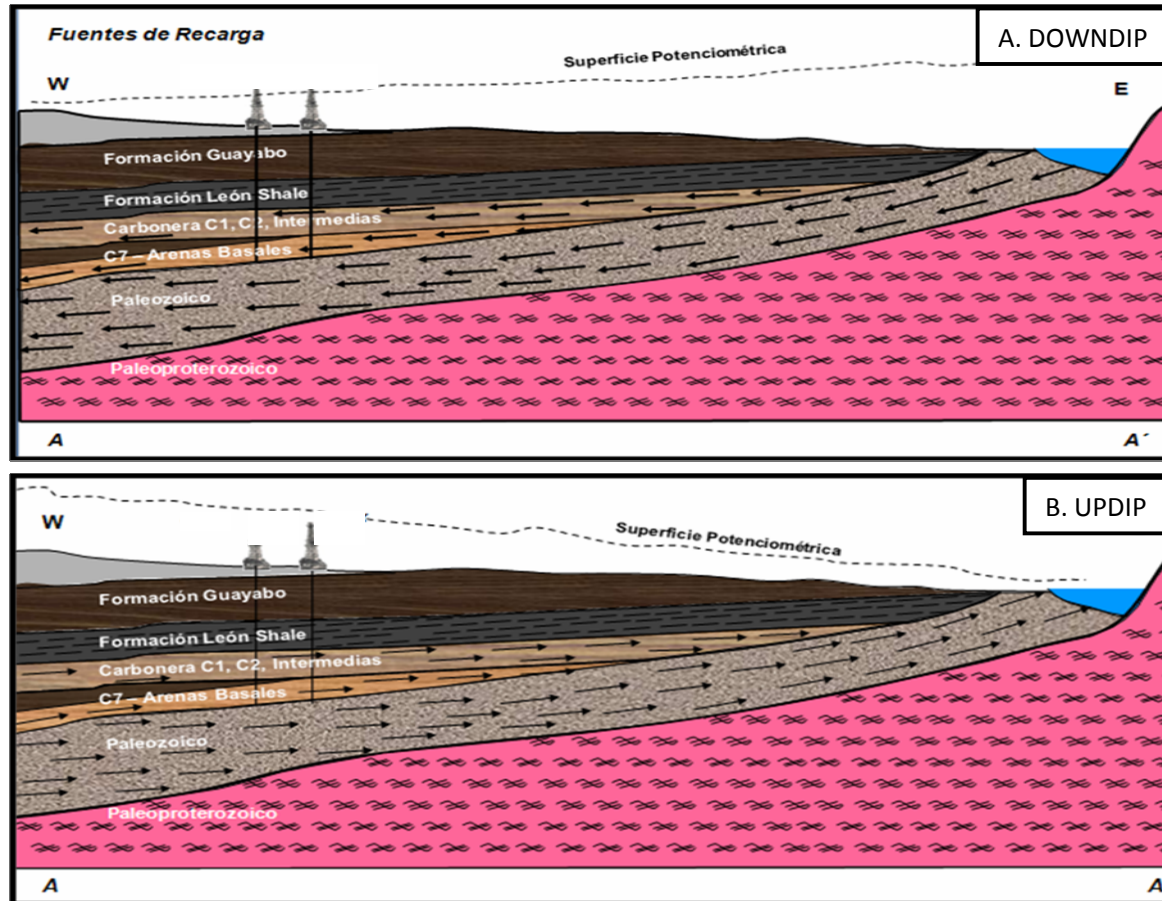 Fuentes de Recarga
A. DOWNDIP
Superficie Potenciométrica
W
E
Formación Guayabo
Formación León Shale
Carbonera C1, C2, Intermedias
C7 – Arenas Basales
Paleozoico
Paleoproterozoico
A
A´
B. UPDIP
W
Superficie Potenciométrica
Formación Guayabo
Formación León Shale
Carbonera C1, C2, Intermedias
C7 – Arenas Basales
Paleozoico
Paleoproterozoico
A
A